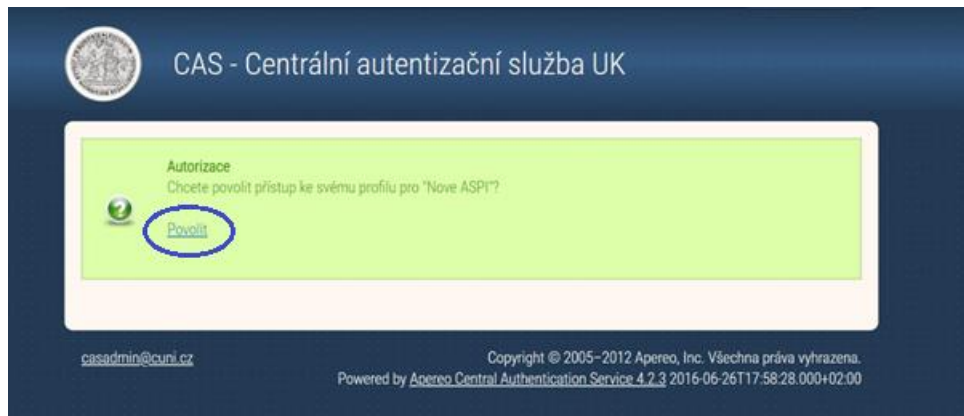 CAS - Centrální autentizační služba UK
Autorizace
Chcete povolit přístup ke svému profilu pro "Nove ASPI"?
Povolit
casadmin@cuni.cz
Copyright © 2005-2012 Apereo, Inc. Všechna práva vyhrazena.
Powered by Apereo Central Authentication Service 4.2.3 2016-06-26T17:58:28.000+02:00